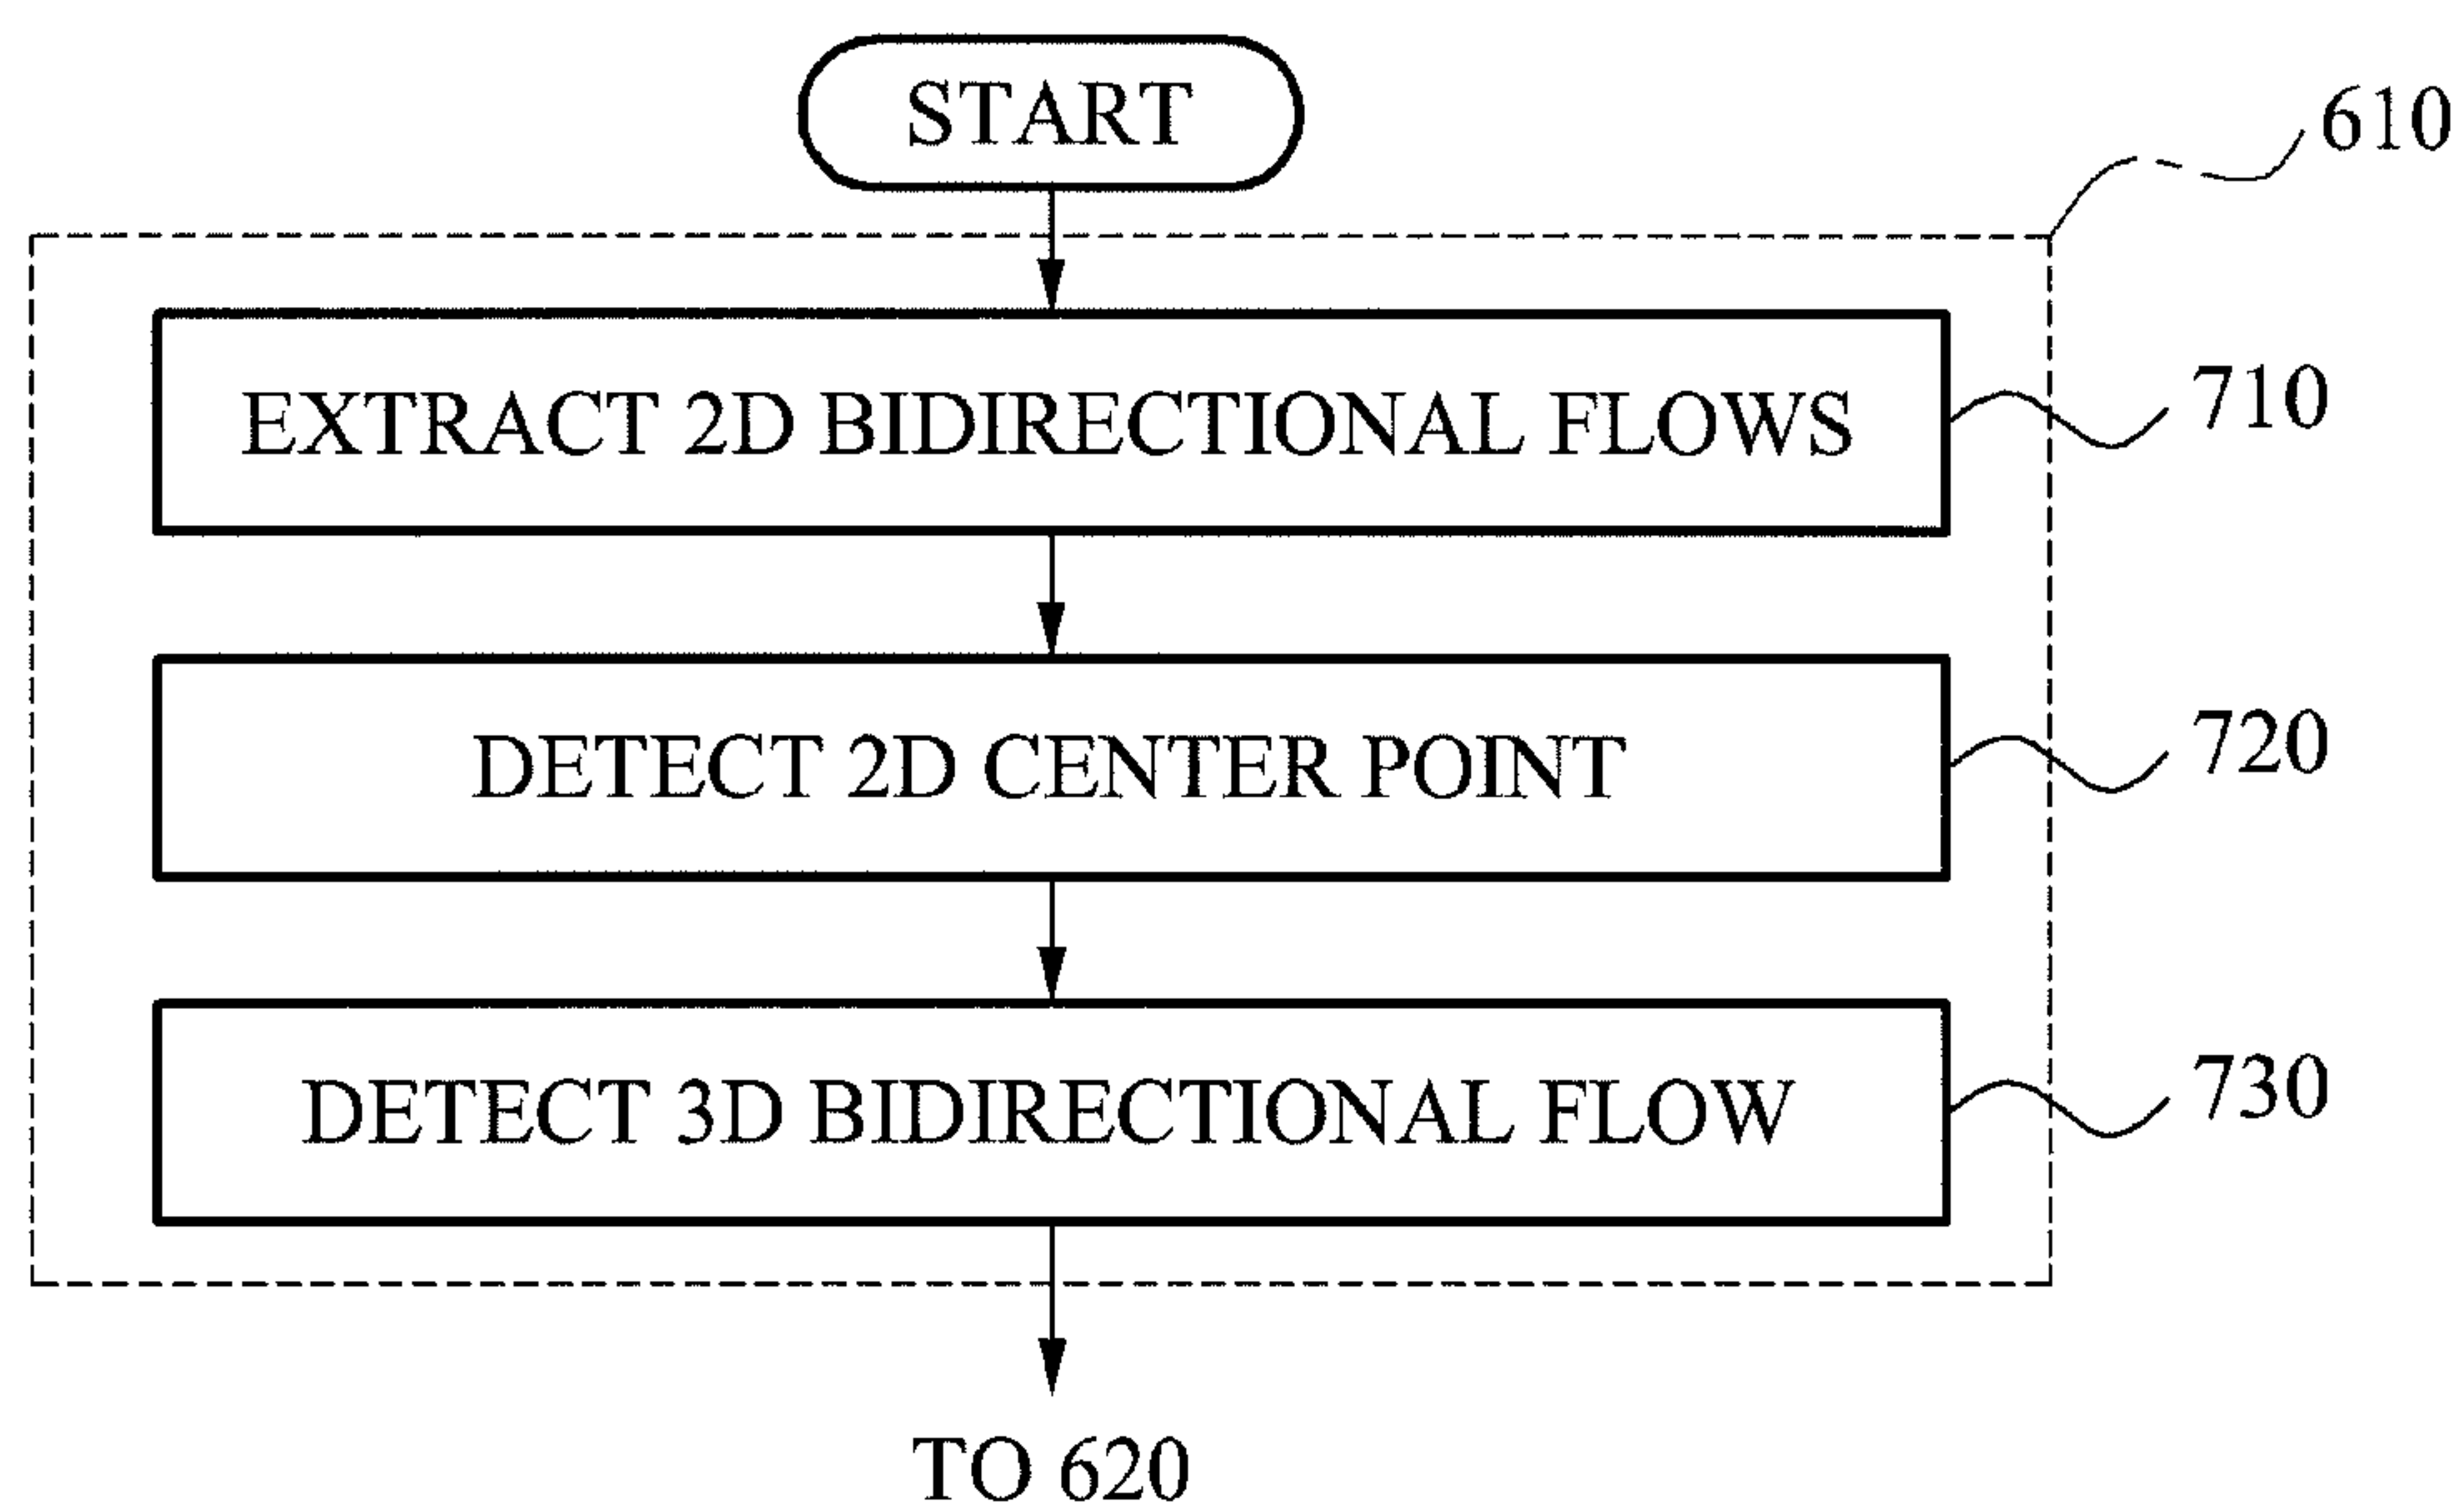 START
610
EXTRACT 2D BIDIRECTIONAL FLOWS
710
DETECT 2D CENTER POINT
720
DETECT 3D BIDIRECTIONAL FLOW
730
TO 620